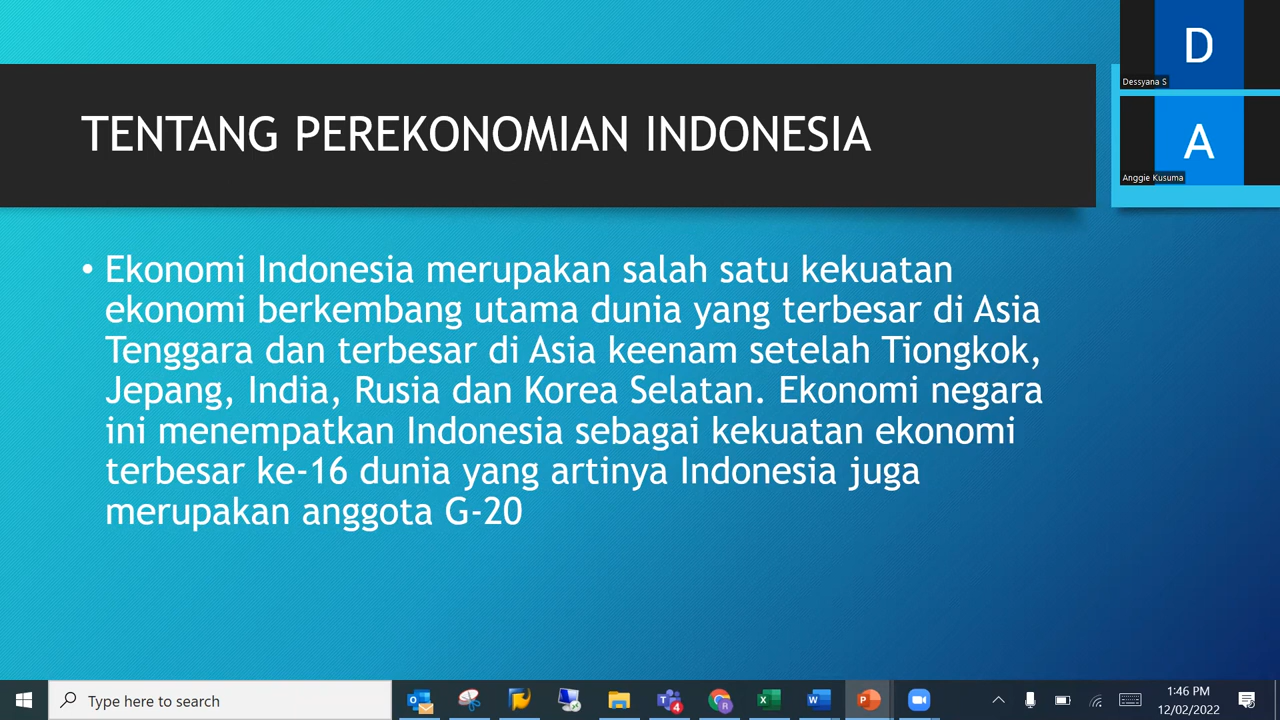 D
Dessyana S
TENTANG PEREKONOMIAN INDONESIA
A
Anggie Kusuma
• Ekonomi Indonesia merupakan salah satu kekuatan
ekonomi berkembang utama dunia yang terbesar di Asia
Tenggara dan terbesar di Asia keenam setelah Tiongkok,
Jepang, India, Rusia dan Korea Selatan. Ekonomi negara
ini menempatkan Indonesia sebagai kekuatan ekonomi
terbesar ke-16 dunia yang artinya Indonesia juga
merupakan anggota G-20
Type here to search
4
1:46 PM
12/02/2022